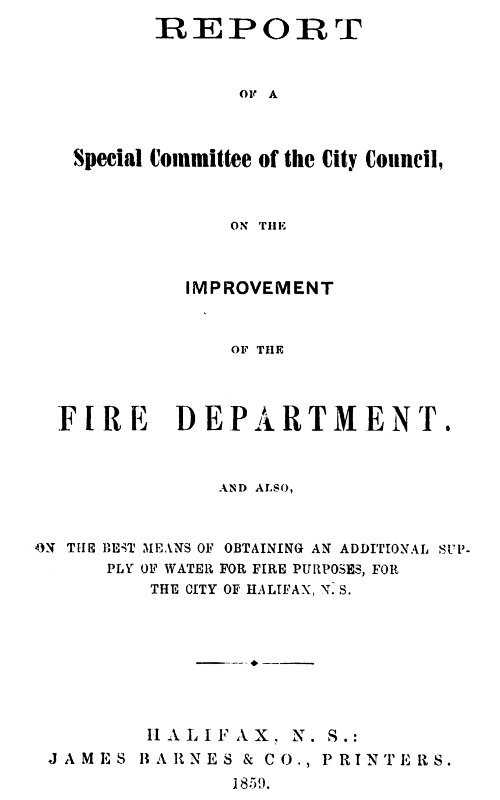 REPORT
OF A
Special Committee of the City Council,
ON THE
IMPROVEMENT
OF THE
FIRE DEPARTMENT.
AND ALSO,
ON THE BEST MEANS OF OBTAINING AN ADDITIONAL SUP-
PLY OF WATER FOR FIRE PURPOSES, FOR
THE CITY OF HALIFAX, N. S.
HALIFAX, N. S.:
JAMES BARNES & CO., PRINTERS.
1859.